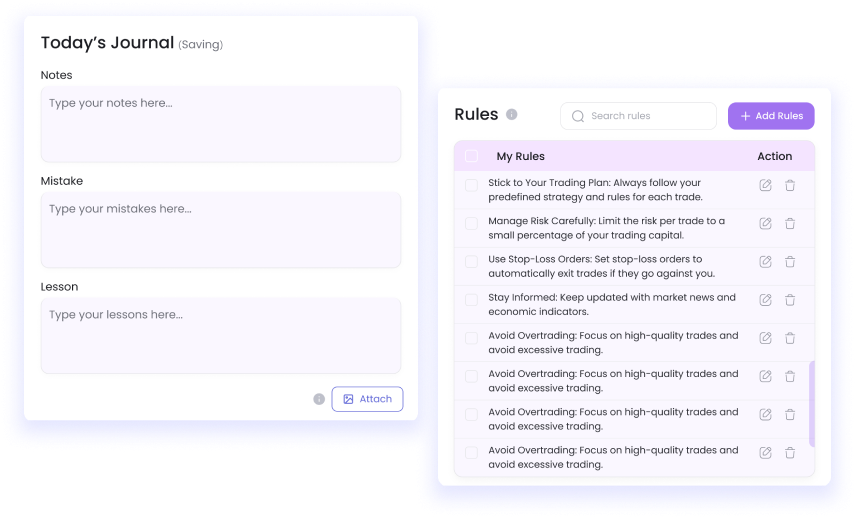 Today's Journal (Saving)
Notes
Type your notes here...
Mistake
Type your mistakes here...
Lesson
Type your lessons here...
Attach
Rules
Search rules
+ Add Rules
My Rules
Action
Stick to Your Trading Plan: Always follow your
predefined strategy and rules for each trade.
Manage Risk Carefully: Limit the risk per trade to a
small percentage of your trading capital.
Use Stop-Loss Orders: Set stop-loss orders to
automatically exit trades if they go against you.
Stay Informed: Keep updated with market news and
economic indicators.
Avoid Overtrading: Focus on high-quality trades and
avoid excessive trading.
Avoid Overtrading: Focus on high-quality trades and
avoid excessive trading.
Avoid Overtrading: Focus on high-quality trades and
avoid excessive trading.
Avoid Overtrading: Focus on high-quality trades and
avoid excessive trading.